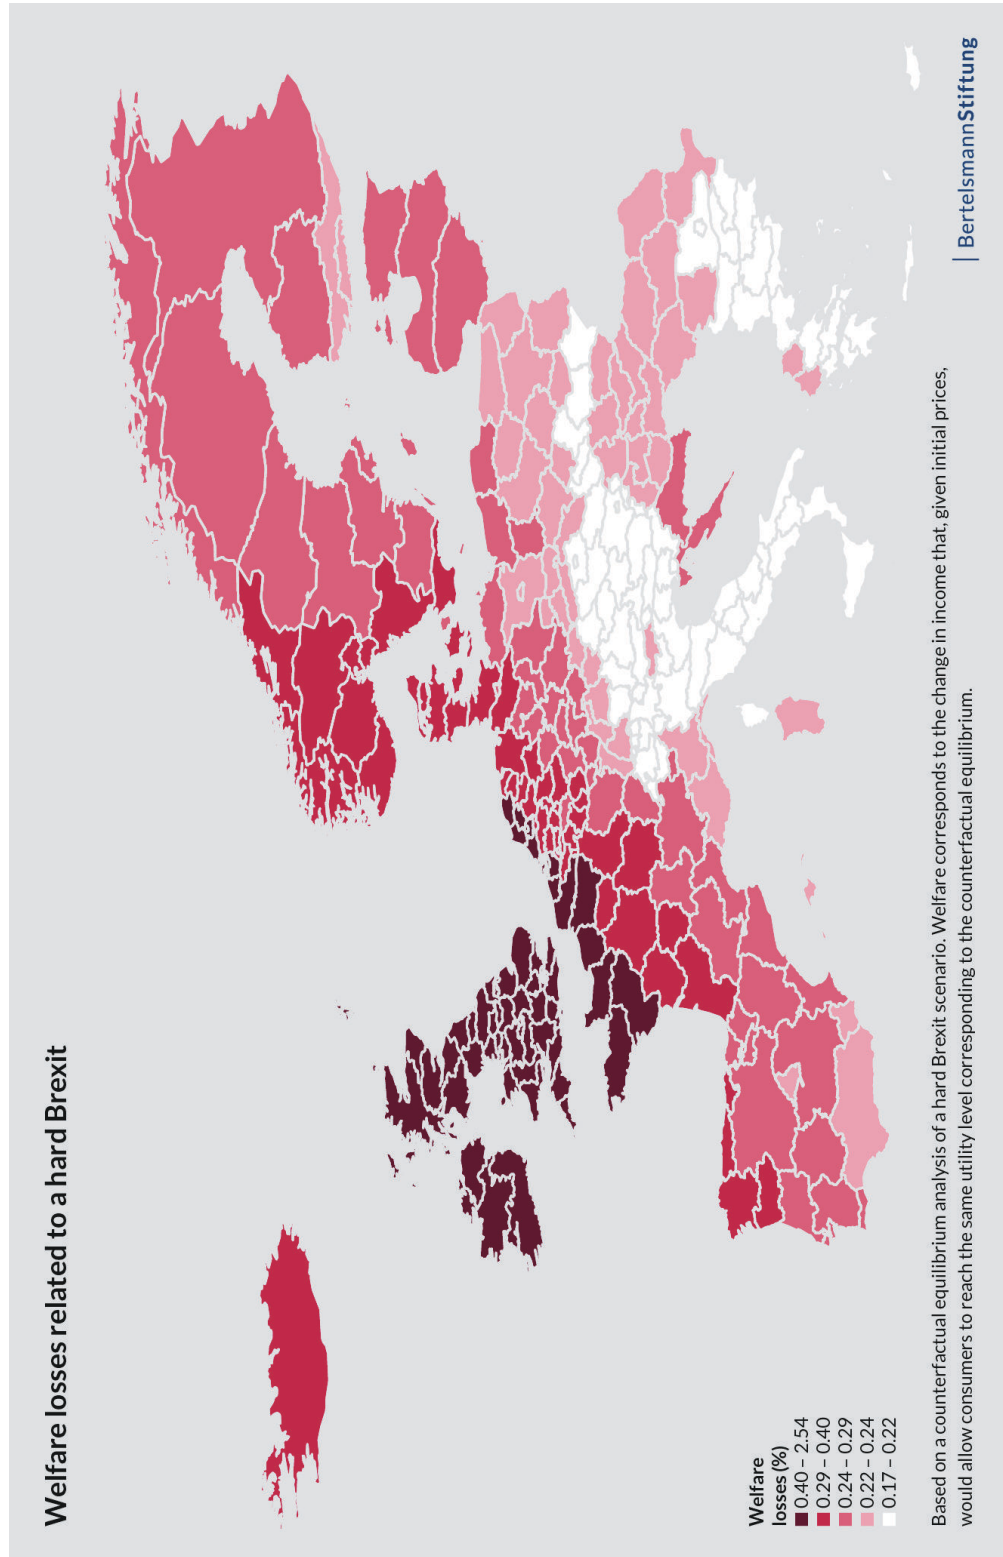 Welfare losses related to a hard Brexit
Welfare
losses (%)
0.40 – 2.54
0.29 – 0.40
0.24 – 0.29
0.22 – 0.24
0.17 – 0.22
Based on a counterfactual equilibrium analysis of a hard Brexit scenario. Welfare corresponds to the change in income that, given initial prices,
would allow consumers to reach the same utility level corresponding to the counterfactual equilibrium.
| BertelsmannStiftung